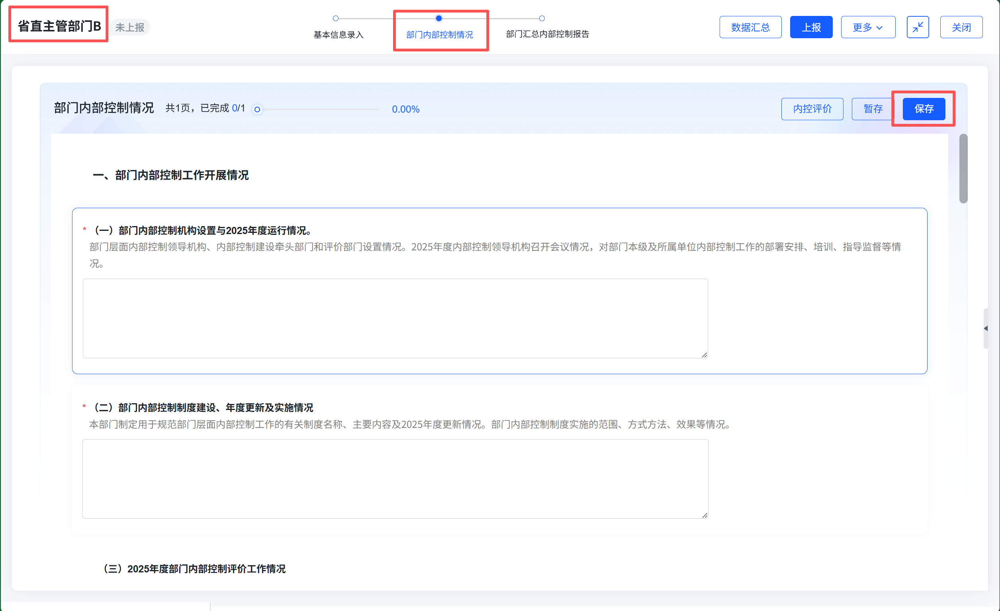 省直主管部门B
未上报
基本信息录入
部门内部控制情况
部门汇总内部控制报告
数据汇总
上报
更多
关闭
部门内部控制情况
共1页，已完成 0/1
0.00%
内控评价
暂存
保存
一、部门内部控制工作开展情况
* （一）部门内部控制机构设置与2025年度运行情况。
部门层面内部控制领导机构、内部控制建设牵头部门和评价部门设置情况。2025年度内部控制领导机构召开会议情况，对部门本级及所属单位内部控制工作的部署安排、培训、指导监督等情
况。
* （二）部门内部控制制度建设、年度更新及实施情况
本部门制定用于规范部门层面内部控制工作的有关制度名称、主要内容及2025年度更新情况。部门内部控制制度实施的范围、方式方法、效果等情况。
（三）2025年度部门内部控制评价工作情况